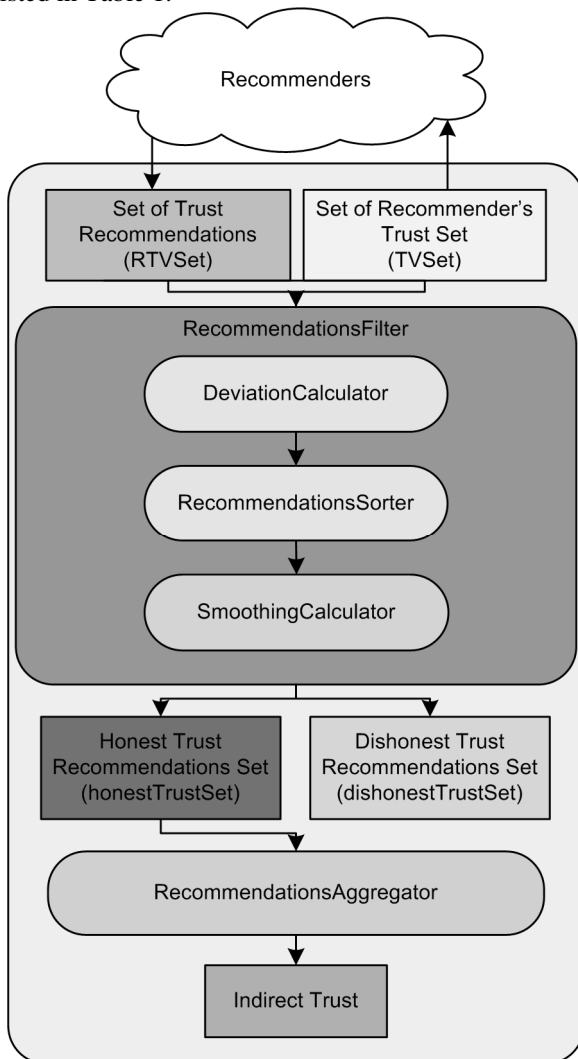 isted in Table 1.
Recommenders
Set of Trust
Recommendations
(RTVSet)
Set of Recommender's
Trust Set
(TVSet)
RecommendationsFilter
DeviationCalculator
RecommendationsSorter
SmoothingCalculator
Honest Trust
Recommendations Set
(honestTrustSet)
Dishonest Trust
Recommendations Set
(dishonestTrustSet)
RecommendationsAggregator
Indirect Trust